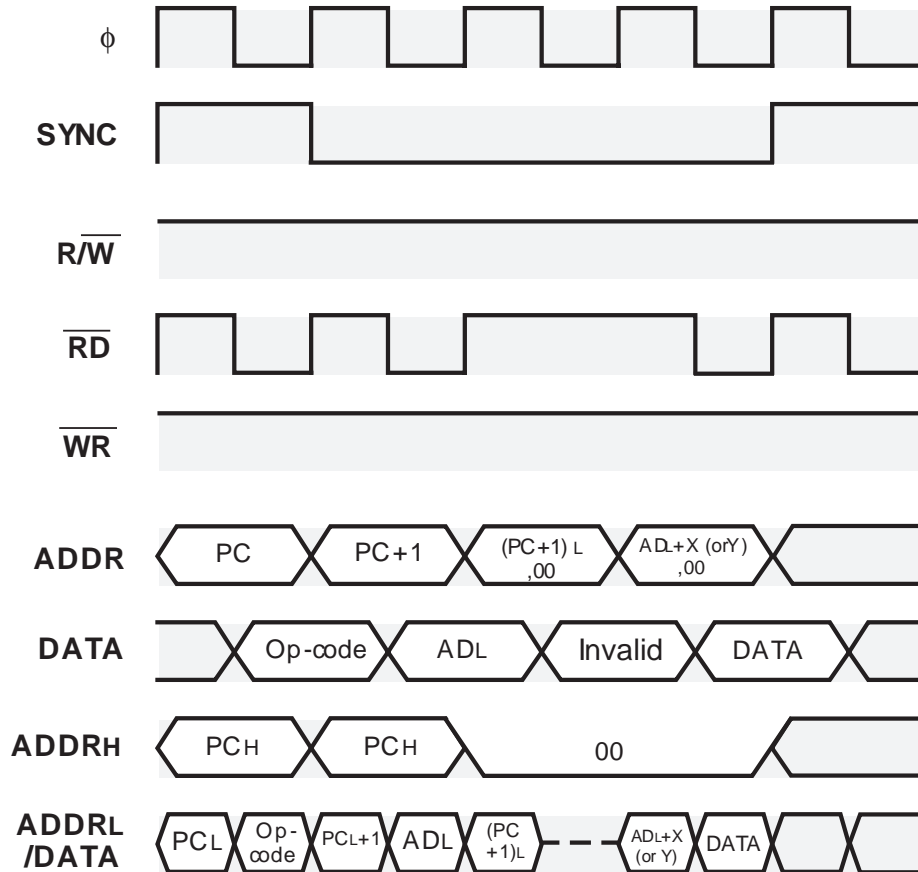 ϕ
SYNC
R/W
RD
WR
ADDR
PC
PC+1
(PC+1) L
,00
ADL+X (orY)
,00
DATA
Op-code
ADL
Invalid
DATA
ADDRH
PCH
PCH
00
ADDRL
/DATA
PCL
Op-
code
PCL+1
ADL
(PC
+1)L
ADL+X
(or Y)
DATA